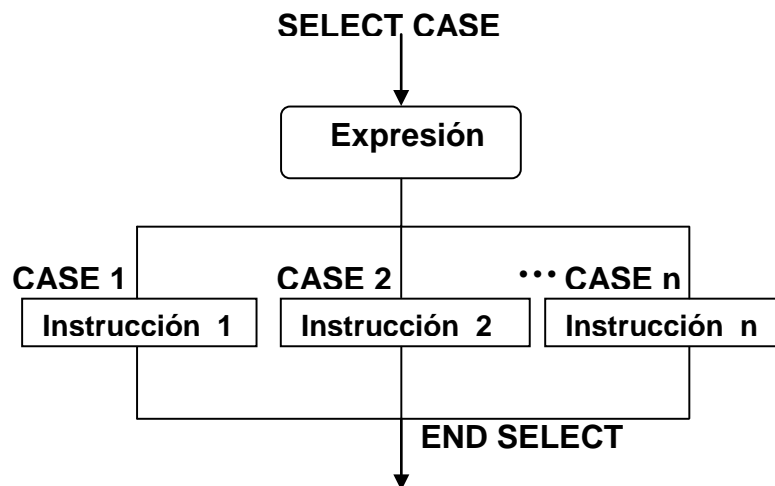 SELECT CASE
Expresión
CASE 1 CASE 2 ... CASE n
Instrucción 1 Instrucción 2 Instrucción n
END SELECT